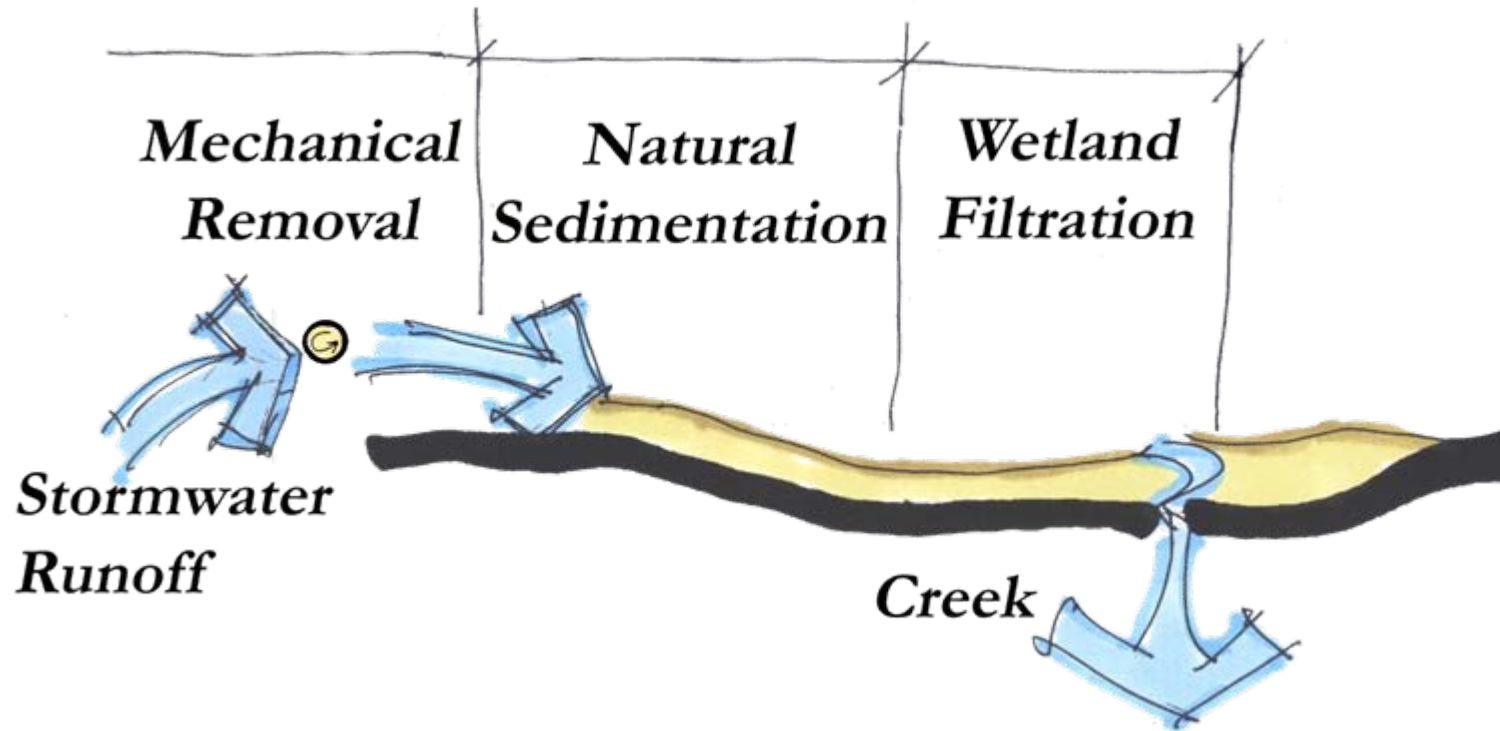 Mechanical
Removal
Natural
Sedimentation
Wetland
Filtration
Stormwater
Runoff
Creek